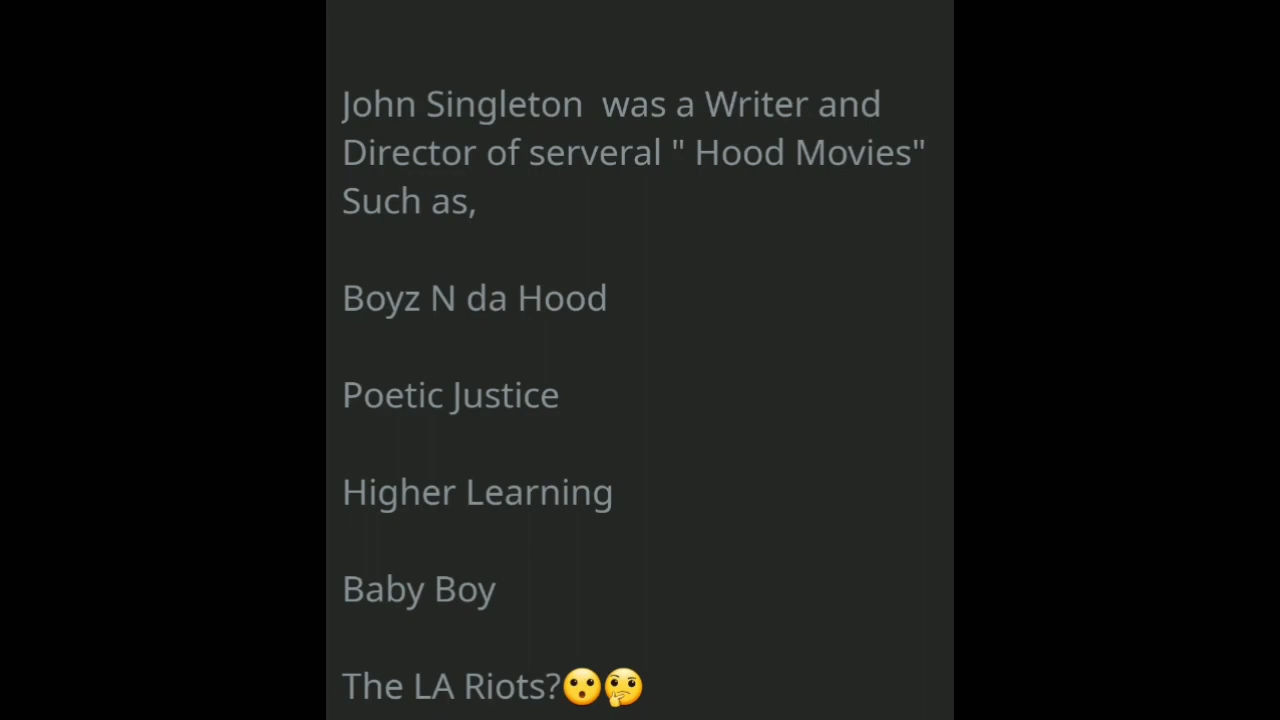 John Singleton  was a Writer and
Director of serveral " Hood Movies"
Such as,
Boyz N da Hood
Poetic Justice
Higher Learning
Baby Boy
The LA Riots?😮🤔